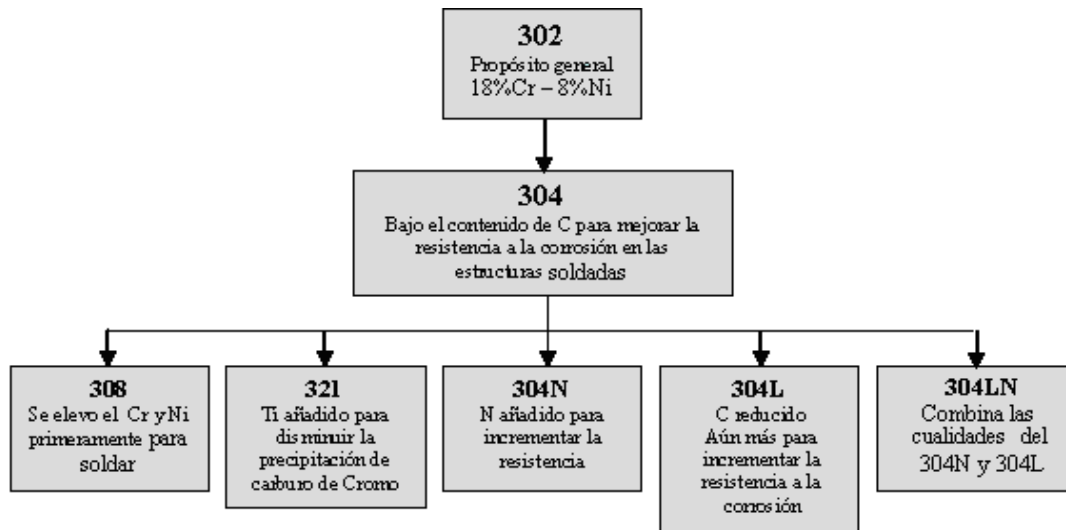 302
Propósito general
18%Cr – 8%Ni
304
Bajo el contenido de C para mejorar la
resistencia a la corrosión en las
estructuras soldadas
308
Se elevo el Cr y Ni
primeramente para
soldar
321
Ti añadido para
disminuir la
precipitación de
carburo de Cromo
304N
N añadido para
incrementar la
resistencia
304L
C reducido
Aún más para
incrementar la
resistencia a la
corrosión
304LN
Combina las
cualidades del
304N y 304L